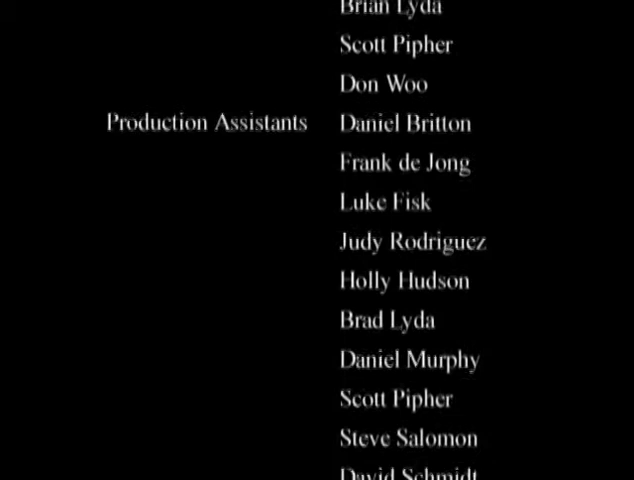 Brian Lyda
Scott Pipher
Don Woo
Production Assistants Daniel Britton
Frank de Jong
Luke Fisk
Judy Rodriguez
Holly Hudson
Brad Lyda
Daniel Murphy
Scott Pipher
Steve Salomon
David Schmidt